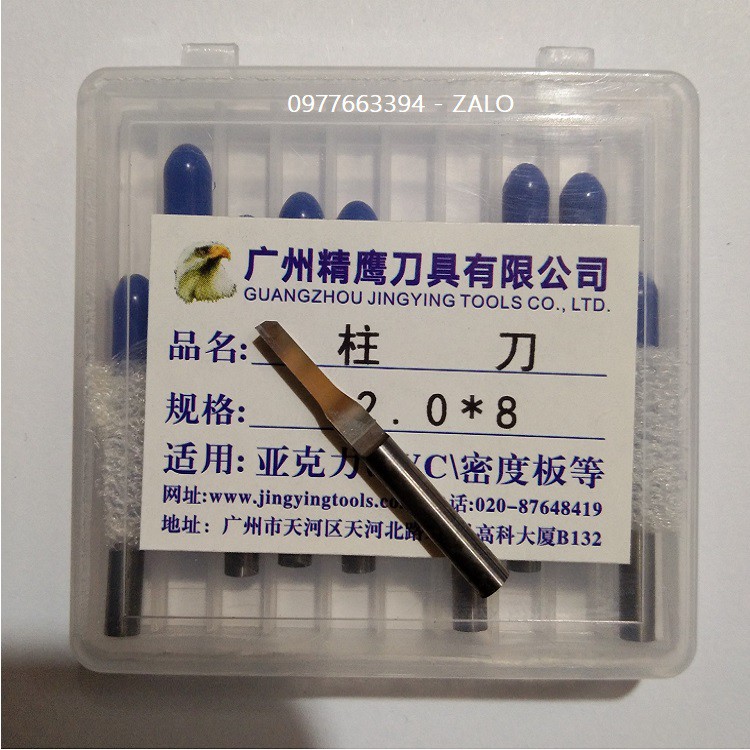 0977663394 - ZALO
广州精鹰刀具有限公司
GUANGZHOU JINGYING TOOLS CO., LTD.
品名: 柱 刀
规格: 2.0*8
适用: 亚克力\ VC\密度板等
网址:www.jingyingtools.c 话:020-87648419
地址: 广州市天河区天河北路 高科大厦B132